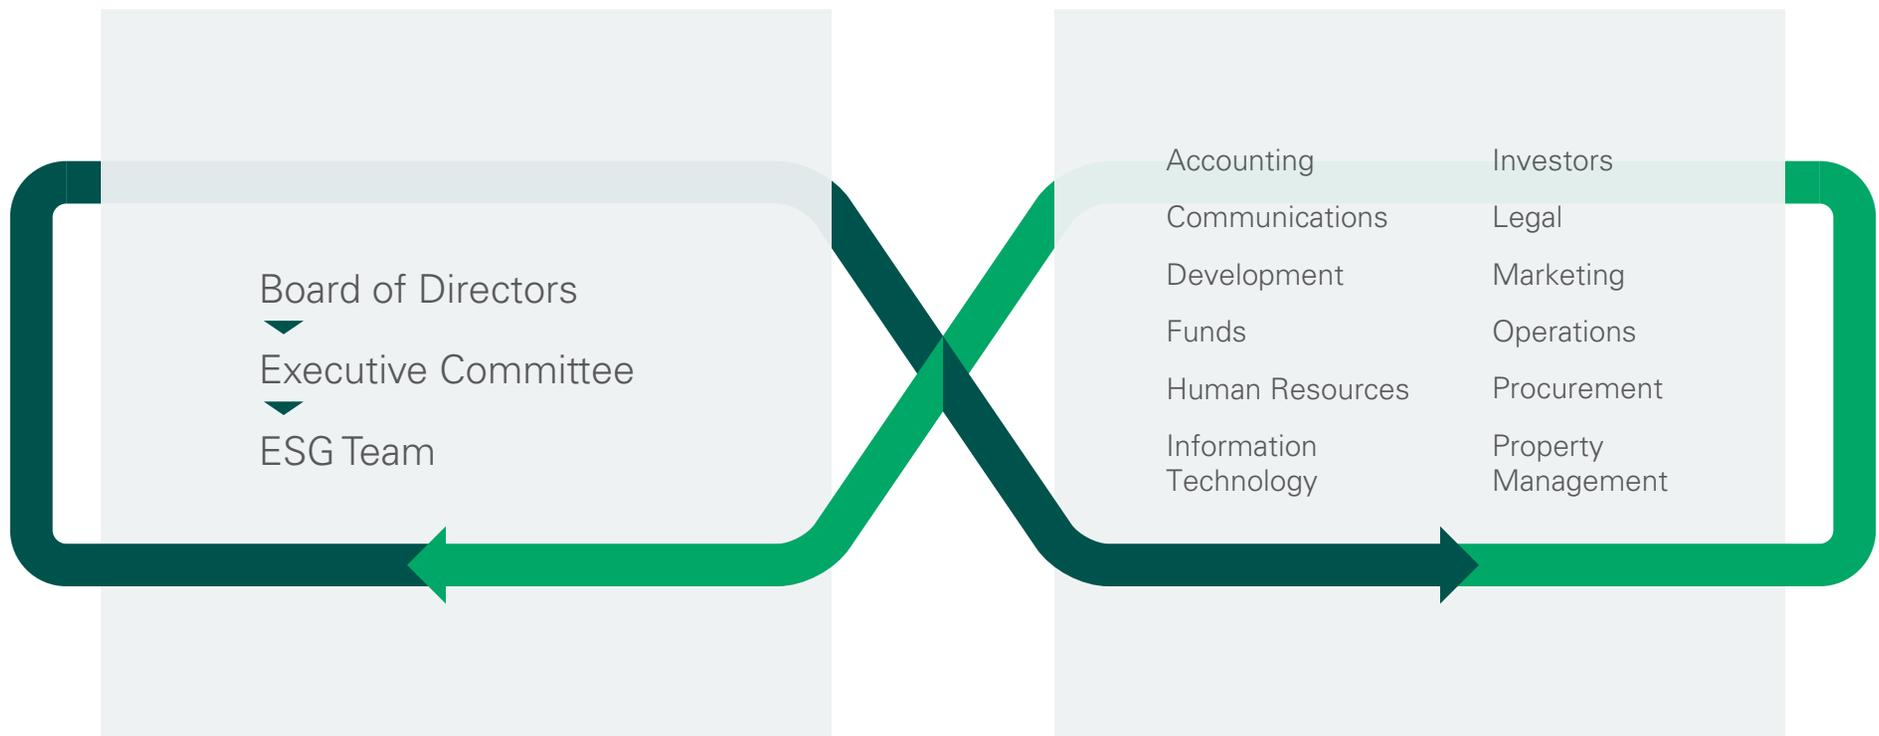 Board of Directors
Executive Committee
ESG Team
Accounting
Communications
Development
Funds
Human Resources
Information
Technology
Investors
Legal
Marketing
Operations
Procurement
Property
Management